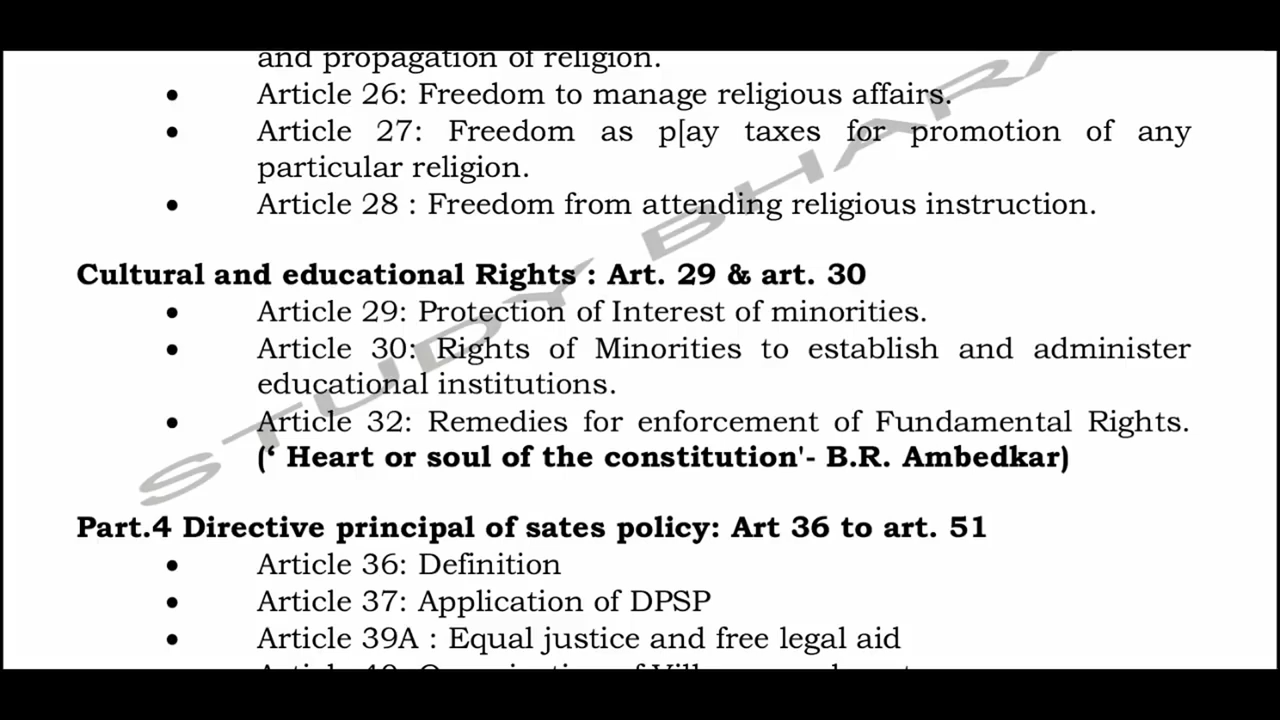 and propagation of religion.
• Article 26: Freedom to manage religious affairs.
• Article 27: Freedom as p[ay taxes for promotion of any
particular religion.
• Article 28 : Freedom from attending religious instruction.
Cultural and educational Rights : Art. 29 & art. 30
• Article 29: Protection of Interest of minorities.
• Article 30: Rights of Minorities to establish and administer
educational institutions.
• Article 32: Remedies for enforcement of Fundamental Rights.
(‘ Heart or soul of the constitution'- B.R. Ambedkar)
Part.4 Directive principal of sates policy: Art 36 to art. 51
• Article 36: Definition
• Article 37: Application of DPSP
• Article 39A : Equal justice and free legal aid
STUDY BHARA